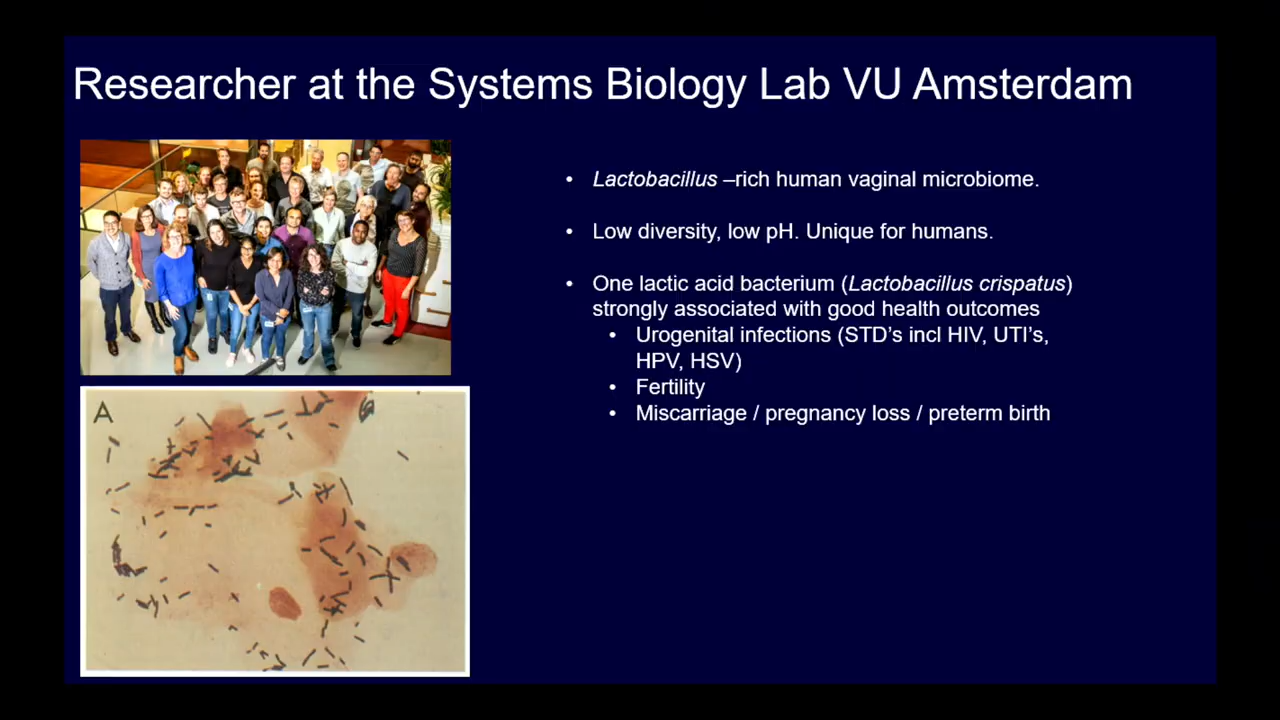 Researcher at the Systems Biology Lab VU Amsterdam
• Lactobacillus –rich human vaginal microbiome.
• Low diversity, low pH. Unique for humans.
• One lactic acid bacterium (Lactobacillus crispatus)
strongly associated with good health outcomes
• Urogenital infections (STD's incl HIV, UTI's,
HPV, HSV)
• Fertility
• Miscarriage / pregnancy loss / preterm birth
A